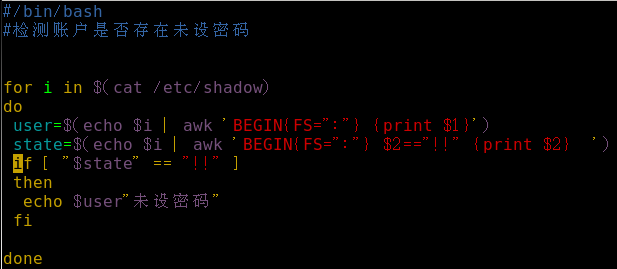 #/bin/bash
#检测账户是否存在未设密码
for i in $(cat /etc/shadow)
do
user=$(echo $i | awk 'BEGIN{FS=":"} {print $1}')
state=$(echo $i | awk 'BEGIN{FS=":"} $2=="!!" {print $2}  ')
if [ "$state" == "!!" ]
then
echo $user"未设密码"
fi
done